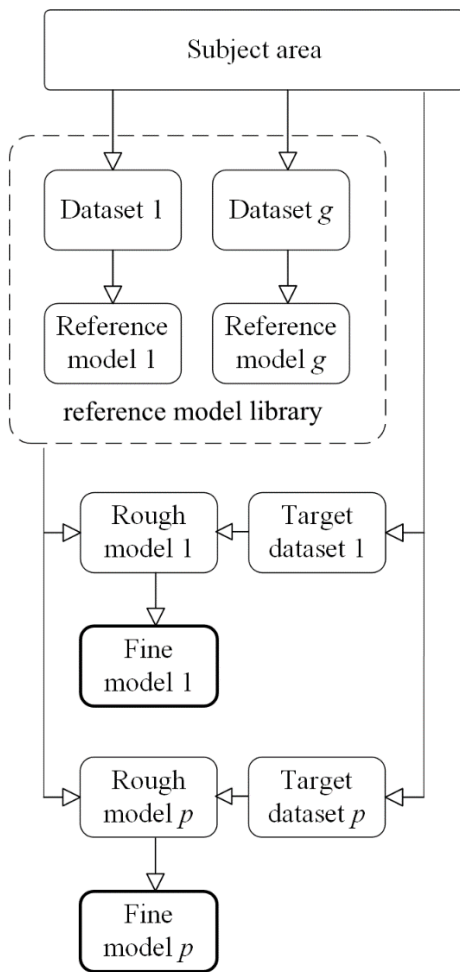 Subject area
Dataset 1
Dataset g
Reference
model 1
Reference
model g
reference model library
Rough
model 1
Target
dataset 1
Fine
model 1
Rough
model p
Target
dataset p
Fine
model p